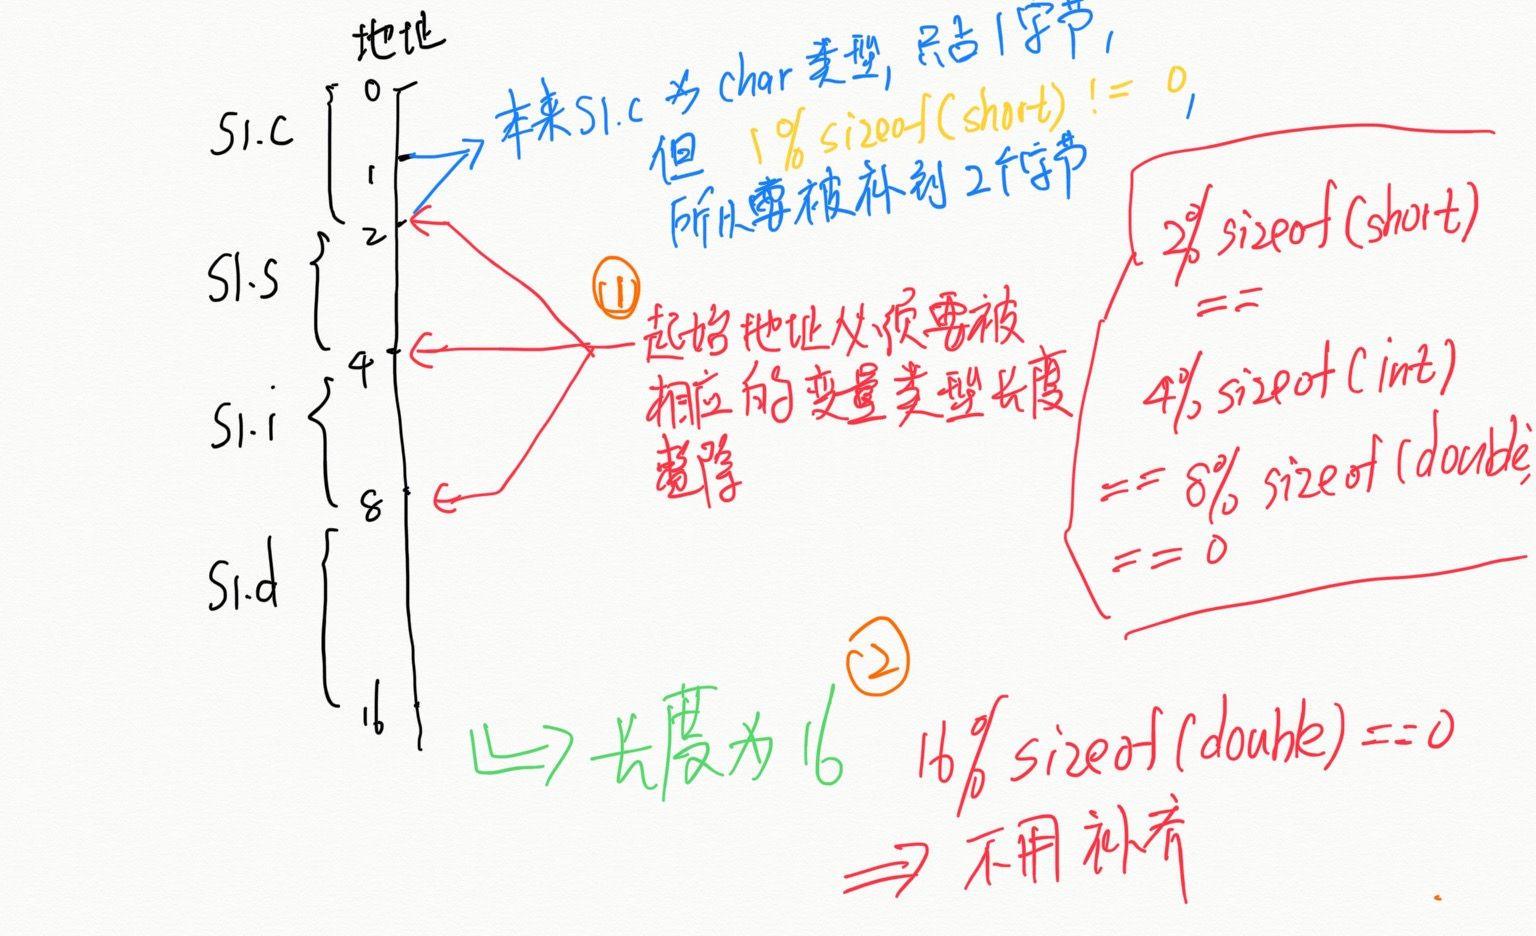 地址
0
S1.c
1
2
S1.s
4
S1.i
8
S1.d
16
本来S1.c为char类型,只占1字节,
但 1%sizeof(short) != 0,
所以要被补到2个字节
①
起始地址必须要被
相应的变量类型长度
整除
2%sizeof(short)
==
4%sizeof(int)
== 8%sizeof(double)
== 0
②
长度为16
16%sizeof(double)==0
⇒ 不用补齐